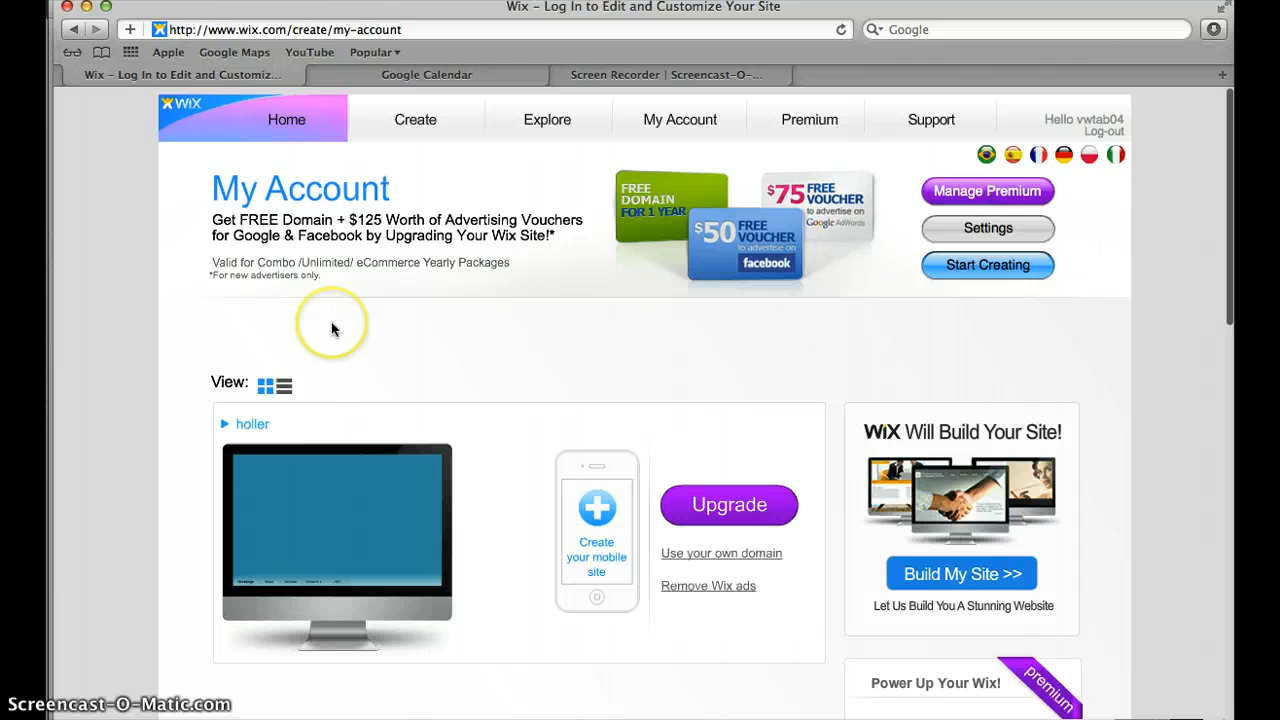 Wix – Log In to Edit and Customize Your Site
http://www.wix.com/create/my-account
Google
Apple Google Maps YouTube Popular
Wix – Log In to Edit and Customiz... Google Calendar Screen Recorder | Screencast-O-...
WiX Home Create Explore My Account Premium Support
Hello vwtab04
Log-out
My Account
Get FREE Domain + $125 Worth of Advertising Vouchers
for Google & Facebook by Upgrading Your Wix Site!*
Valid for Combo /Unlimited/ eCommerce Yearly Packages
*For new advertisers only.
FREE
DOMAIN
FOR 1 YEAR
$50 FREE
VOUCHER
to advertise on
facebook
$75 FREE
VOUCHER
to advertise on
Google AdWords
Manage Premium
Settings
Start Creating
View:
holler
Create
your mobile
site
Upgrade
Use your own domain
Remove Wix ads
WiX Will Build Your Site!
Build My Site >>
Let Us Build You A Stunning Website
Power Up Your Wix!
premium
Screencast-O-Matic.com